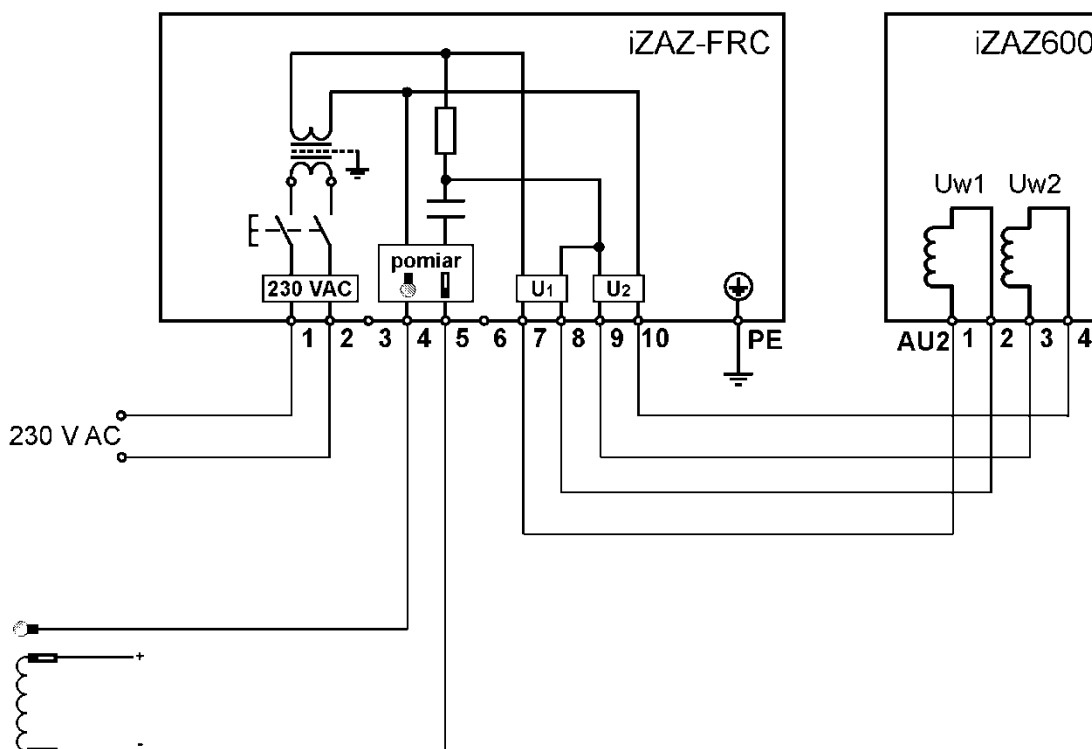 iZAZ-FRC
iZAZ600
Uw1 Uw2
pomiar
230 VAC
U1
U2
1 2 3 4 5 6 7 8 9 10 PE
AU2 1 2 3 4
230 V AC
+
-